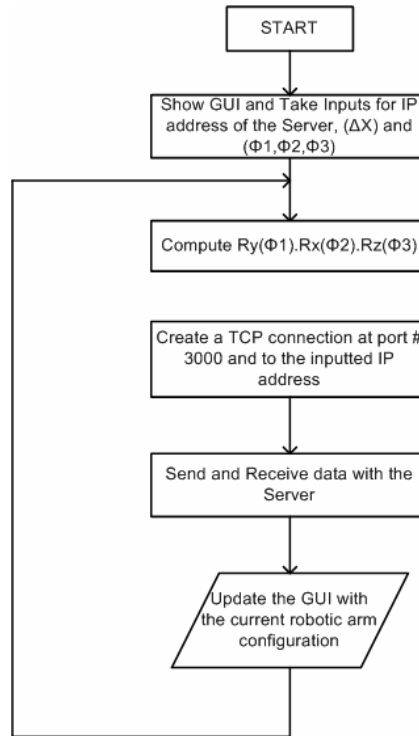 START
Show GUI and Take Inputs for IP
address of the Server, (ΔX) and
(Φ1,Φ2,Φ3)
Compute Ry(Φ1).Rx(Φ2).Rz(Φ3)
Create a TCP connection at port #
3000 and to the inputted IP
address
Send and Receive data with the
Server
Update the GUI with
the current robotic arm
configuration